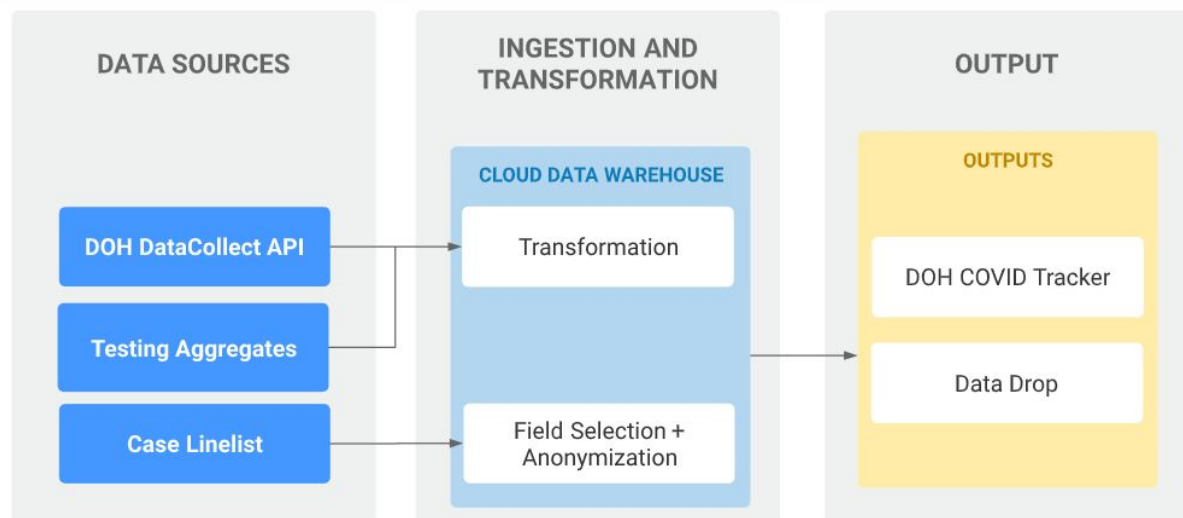 DATA SOURCES
DOH DataCollect API
Testing Aggregates
Case Linelist
INGESTION AND
TRANSFORMATION
CLOUD DATA WAREHOUSE
Transformation
Field Selection +
Anonymization
OUTPUT
OUTPUTS
DOH COVID Tracker
Data Drop